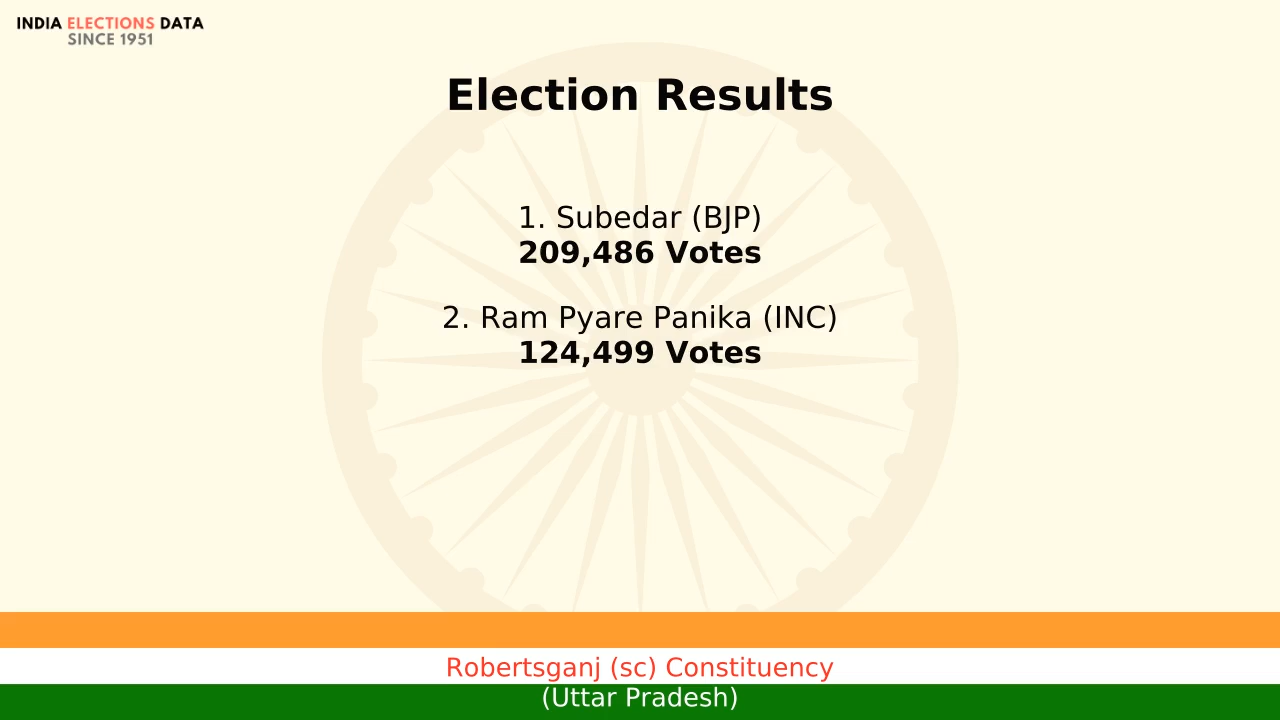 INDIA ELECTIONS DATA
SINCE 1951
Election Results
1. Subedar (BJP)
209,486 Votes
2. Ram Pyare Panika (INC)
124,499 Votes
Robertsganj (sc) Constituency
(Uttar Pradesh)